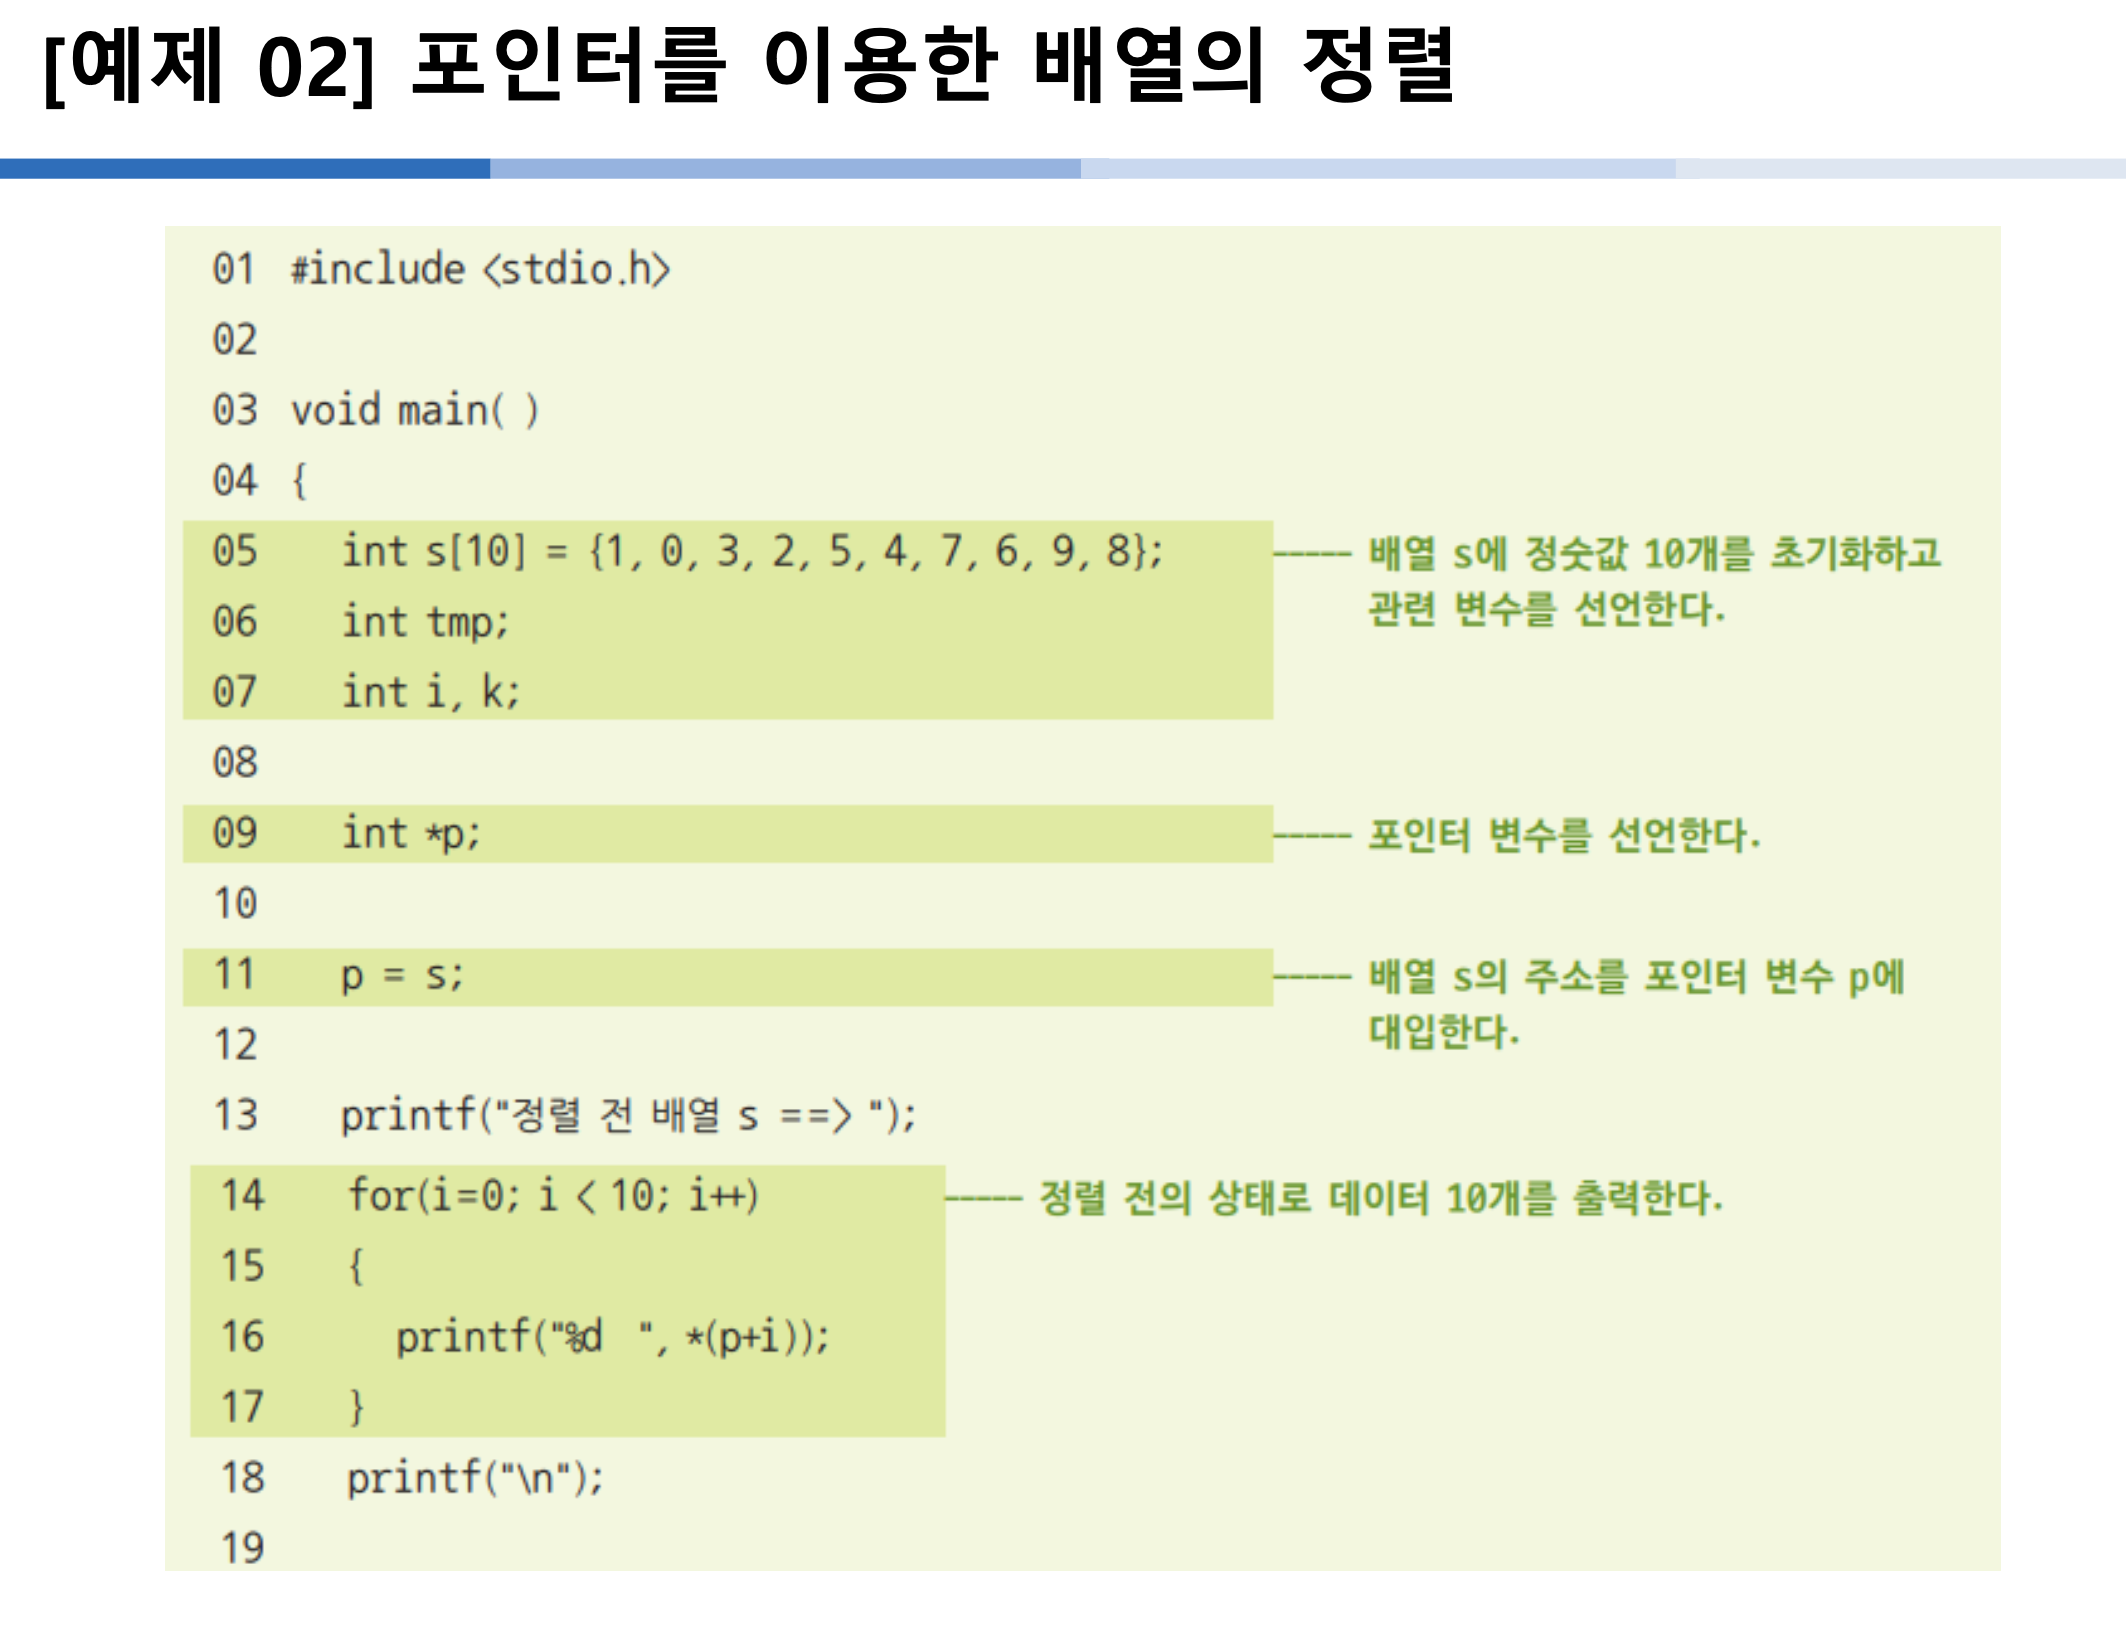 [예제 02] 포인터를 이용한 배열의 정렬
01 #include <stdio.h>
02
03 void main( )
04 {
05 int s[10] = {1, 0, 3, 2, 5, 4, 7, 6, 9, 8}; ----- 배열 s에 정숫값 10개를 초기화하고
관련 변수를 선언한다.
06 int tmp;
07 int i, k;
08
09 int *p; ----- 포인터 변수를 선언한다.
10
11 p = s; ----- 배열 s의 주소를 포인터 변수 p에
대입한다.
12
13 printf("정렬 전 배열 s ==> ");
14 for(i=0; i < 10; i++) ----- 정렬 전의 상태로 데이터 10개를 출력한다.
15 {
16 printf("%d ", *(p+i));
17 }
18 printf("\n");
19